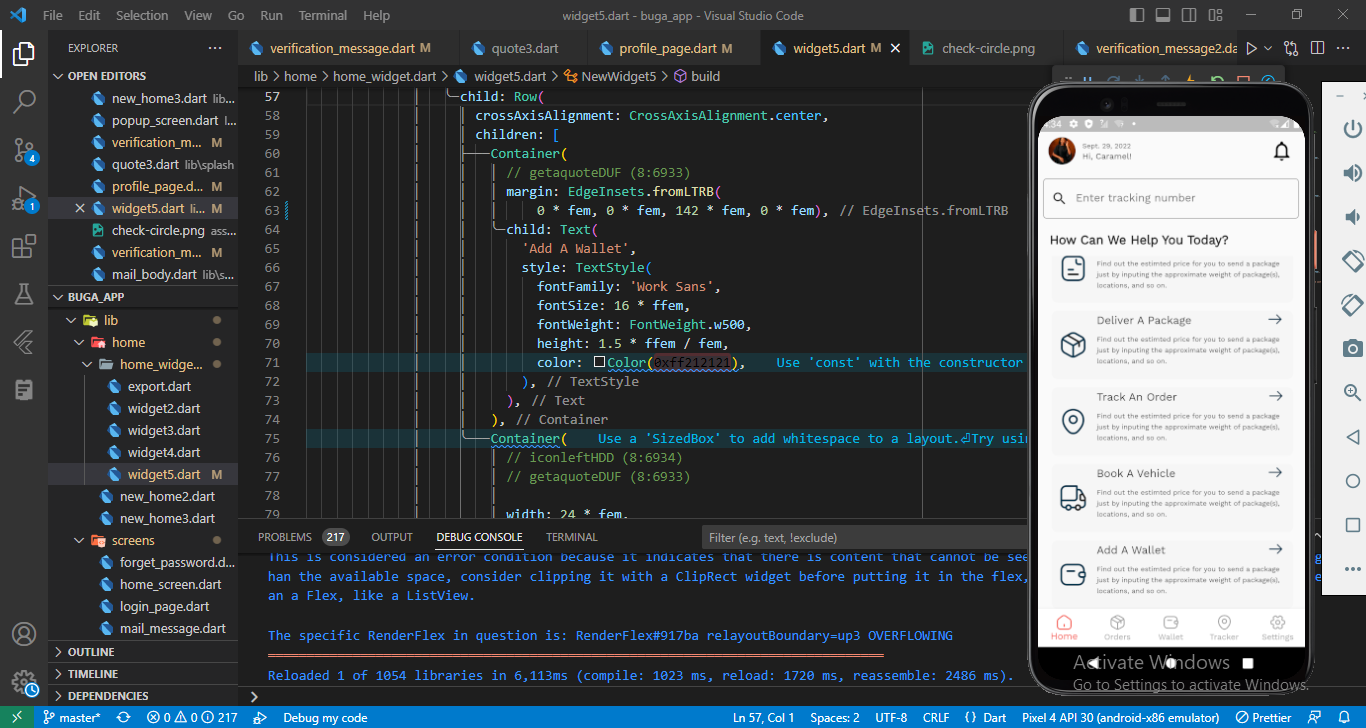 File Edit Selection View Go Run Terminal Help
widget5.dart - buga_app - Visual Studio Code
EXPLORER
OPEN EDITORS
new_home3.dart lib...
popup_screen.dart l...
verification_m... M
quote3.dart lib\splash
profile_page.d... M
widget5.dart li... M
check-circle.png ass...
verification_m... M
mail_body.dart lib\s...
BUGA_APP
lib
home
home_widge...
export.dart
widget2.dart
widget3.dart
widget4.dart
widget5.dart M
new_home2.dart
new_home3.dart
screens
forget_password.d...
home_screen.dart
login_page.dart
mail_message.dart
OUTLINE
TIMELINE
DEPENDENCIES
4
1
verification_message.dart M
quote3.dart
profile_page.dart M
widget5.dart M
check-circle.png
verification_message2.da
lib > home > home_widget.dart > widget5.dart > NewWidget5 > build
57 child: Row(
58 crossAxisAlignment: CrossAxisAlignment.center,
59 children: [
60 Container(
61 // getaquoteDUF (8:6933)
62 margin: EdgeInsets.fromLTRB(
63 0 * fem, 0 * fem, 142 * fem, 0 * fem), // EdgeInsets.fromLTRB
64 child: Text(
65 'Add A Wallet',
66 style: TextStyle(
67 fontFamily: 'Work Sans',
68 fontSize: 16 * ffem,
69 fontWeight: FontWeight.w500,
70 height: 1.5 * ffem / fem,
71 color: Color(0xff212121), Use 'const' with the constructor
72 ), // TextStyle
73 ), // Text
74 ), // Container
75 Container( Use a 'SizedBox' to add whitespace to a layout.⏎Try usin
76 // iconleftHDD (8:6934)
77 // getaquoteDUF (8:6933)
78
79 width: 24 * fem,
PROBLEMS 217 OUTPUT DEBUG CONSOLE TERMINAL
Filter (e.g. text, !exclude)
This is considered an error condition because it indicates that there is content that cannot be see
han the available space, consider clipping it with a ClipRect widget before putting it in the flex,
an a Flex, like a ListView.
The specific RenderFlex in question is: RenderFlex#917ba relayoutBoundary=up3 OVERFLOWING
Reloaded 1 of 1054 libraries in 6,113ms (compile: 1023 ms, reload: 1720 ms, reassemble: 2486 ms).
:34
Sept. 29, 2022
Hi, Caramel!
Enter tracking number
How Can We Help You Today?
Find out the estimted price for you to send a package
just by inputing the approximate weight of package(s),
locations, and so on.
Deliver A Package
Find out the estimted price for you to send a package
just by inputing the approximate weight of package(s),
locations, and so on.
Track An Order
Find out the estimted price for you to send a package
just by inputing the approximate weight of package(s),
locations, and so on.
Book A Vehicle
Find out the estimted price for you to send a package
just by inputing the approximate weight of package(s),
locations, and so on.
Add A Wallet
Find out the estimted price for you to send a package
just by inputing the approximate weight of package(s),
locations, and so on.
Home Orders Wallet Tracker Settings
Activate Windows
Go to Settings to activate Windows.
master* 0 0 217 Debug my code
Ln 57, Col 1 Spaces: 2 UTF-8 CRLF {} Dart Pixel 4 API 30 (android-x86 emulator) Prettier